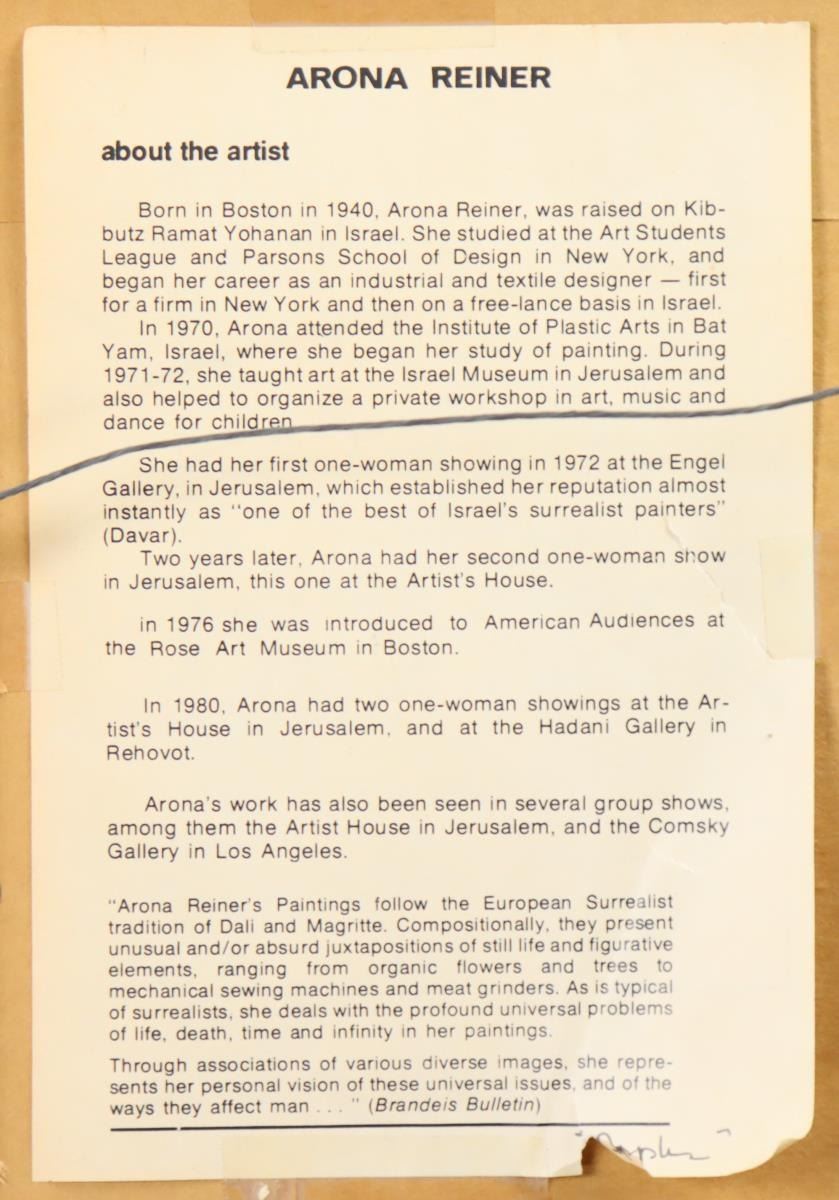 ARONA REINER
about the artist
Born in Boston in 1940, Arona Reiner, was raised on Kib-
butz Ramat Yohanan in Israel. She studied at the Art Students
League and Parsons School of Design in New York, and
began her career as an industrial and textile designer — first
for a firm in New York and then on a free-lance basis in Israel.
In 1970, Arona attended the Institute of Plastic Arts in Bat
Yam, Israel, where she began her study of painting. During
1971-72, she taught art at the Israel Museum in Jerusalem and
also helped to organize a private workshop in art, music and
dance for children
She had her first one-woman showing in 1972 at the Engel
Gallery, in Jerusalem, which established her reputation almost
instantly as "one of the best of Israel's surrealist painters"
(Davar).
Two years later, Arona had her second one-woman show
in Jerusalem, this one at the Artist's House.
in 1976 she was introduced to American Audiences at
the Rose Art Museum in Boston.
In 1980, Arona had two one-woman showings at the Ar-
tist's House in Jerusalem, and at the Hadani Gallery in
Rehovot.
Arona's work has also been seen in several group shows,
among them the Artist House in Jerusalem, and the Comsky
Gallery in Los Angeles.
"Arona Reiner's Paintings follow the European Surrealist
tradition of Dali and Magritte. Compositionally, they present
unusual and/or absurd juxtapositions of still life and figurative
elements, ranging from organic flowers and trees to
mechanical sewing machines and meat grinders. As is typical
of surrealists, she deals with the profound universal problems
of life, death, time and infinity in her paintings.
Through associations of various diverse images, she repre-
sents her personal vision of these universal issues, and of the
ways they affect man . . . " (Brandeis Bulletin)